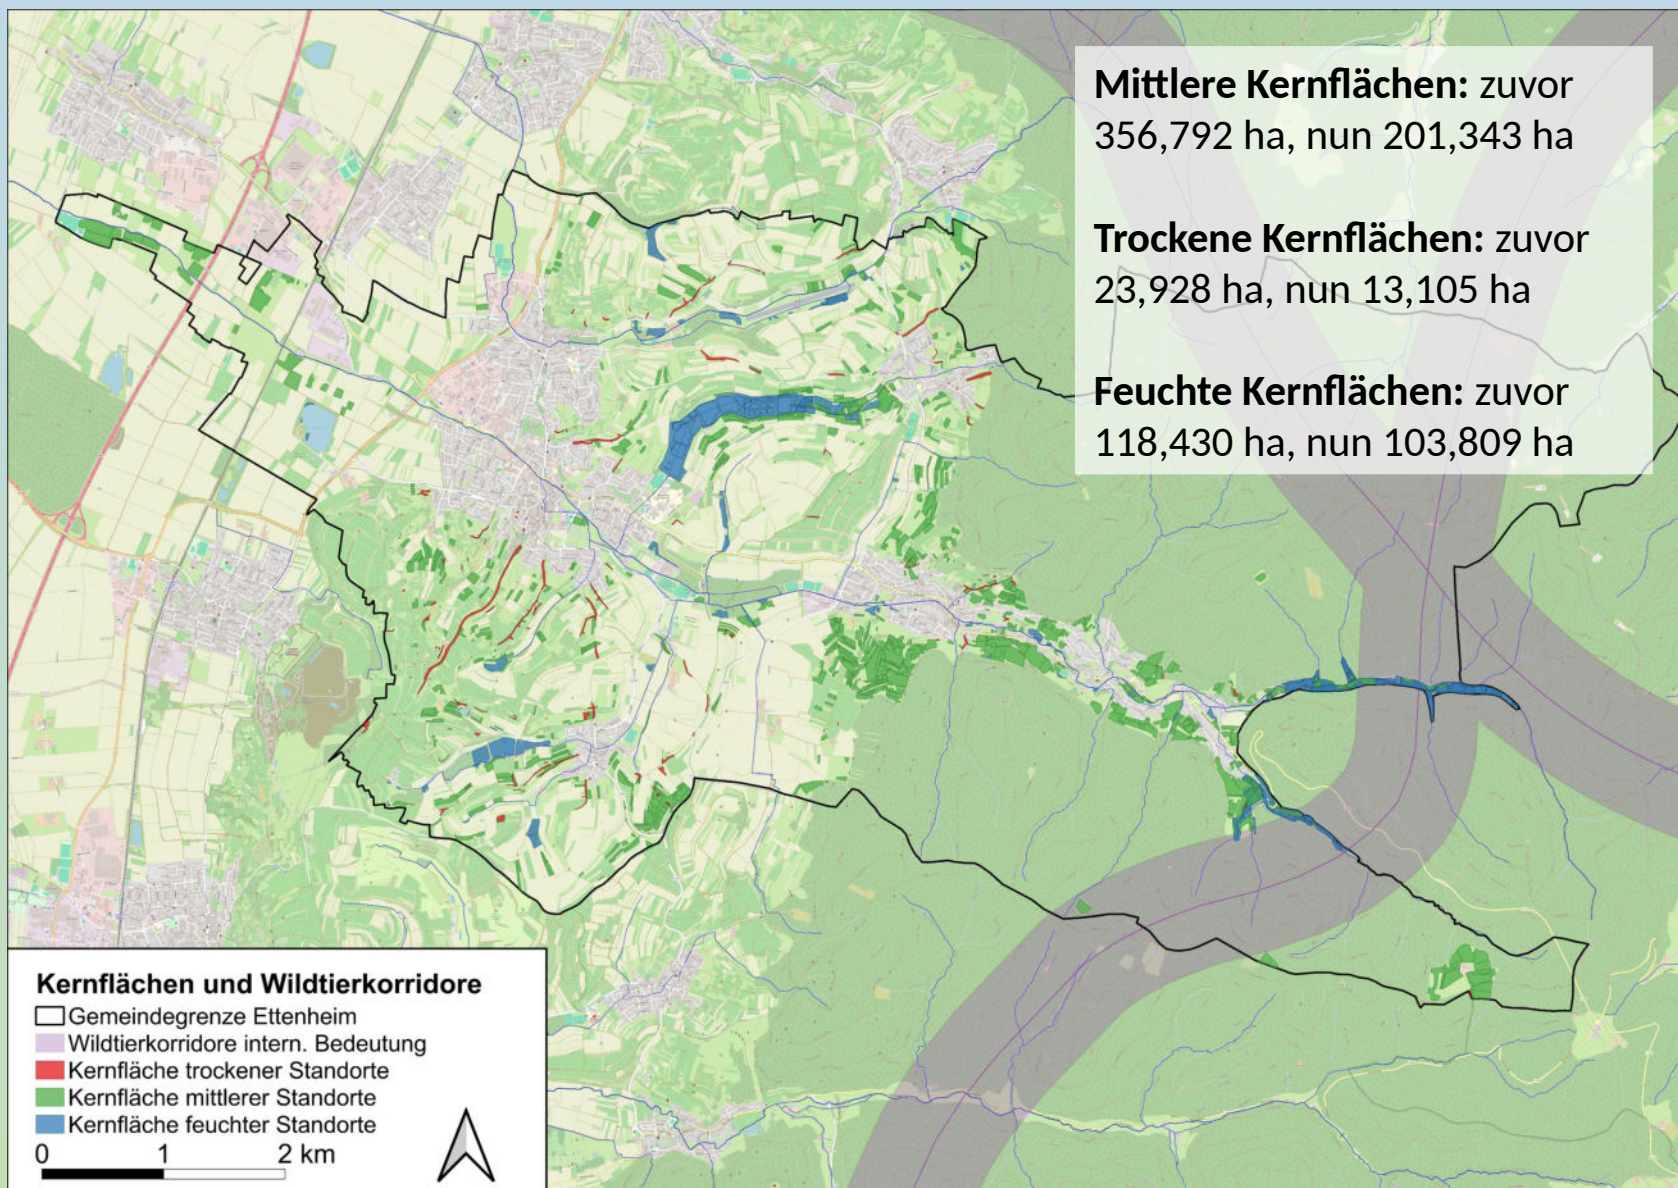 Mittlere Kernflächen: zuvor
356,792 ha, nun 201,343 ha
Trockene Kernflächen: zuvor
23,928 ha, nun 13,105 ha
Feuchte Kernflächen: zuvor
118,430 ha, nun 103,809 ha
Kernflächen und Wildtierkorridore
Gemeindegrenze Ettenheim
Wildtierkorridore intern. Bedeutung
Kernfläche trockener Standorte
Kernfläche mittlerer Standorte
Kernfläche feuchter Standorte
0 1 2 km